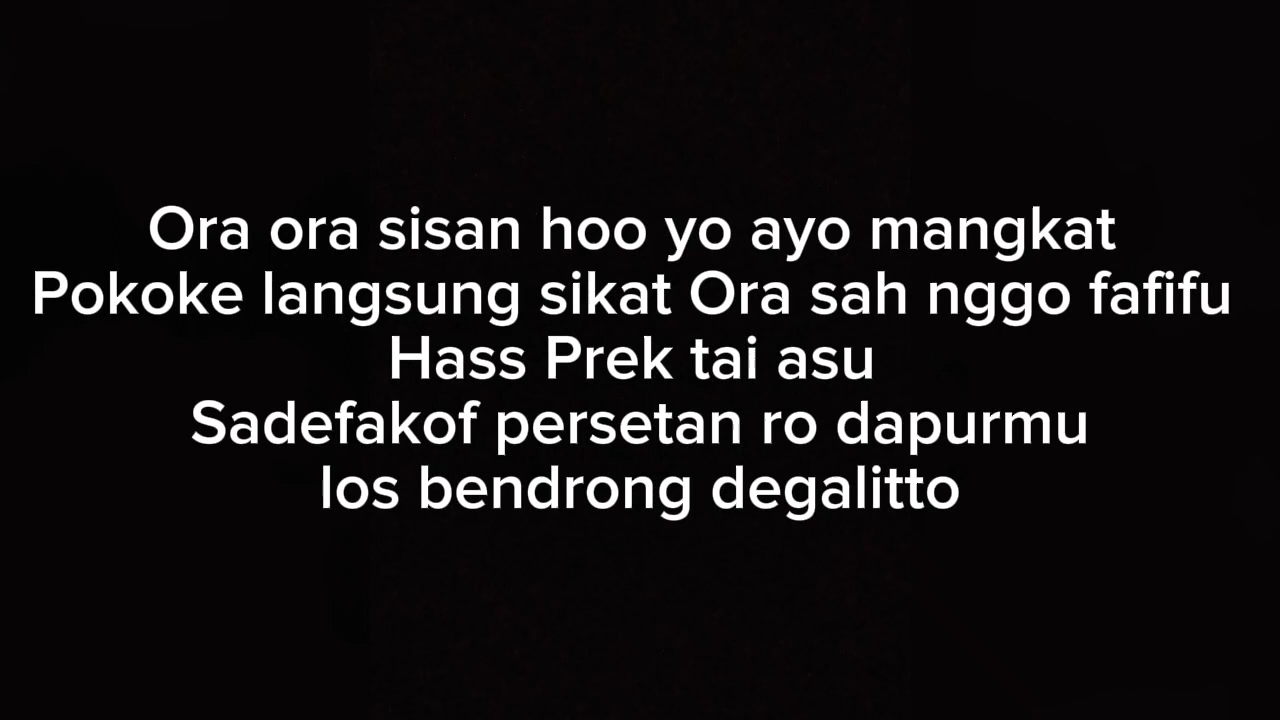 Ora ora sisan hoo yo ayo mangkat
Pokoke langsung sikat Ora sah nggo fafifu
Hass Prek tai asu
Sadefakof persetan ro dapurmu
los bendrong degalitto